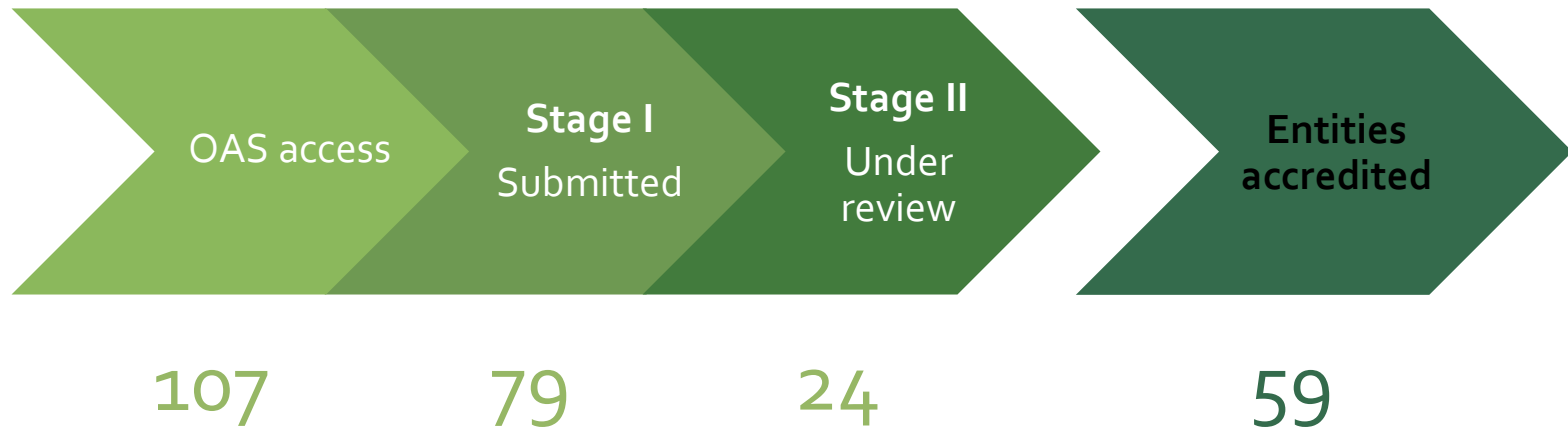 OAS access
Stage I
Submitted
Stage II
Under
review
Entities
accredited
107
79
24
59